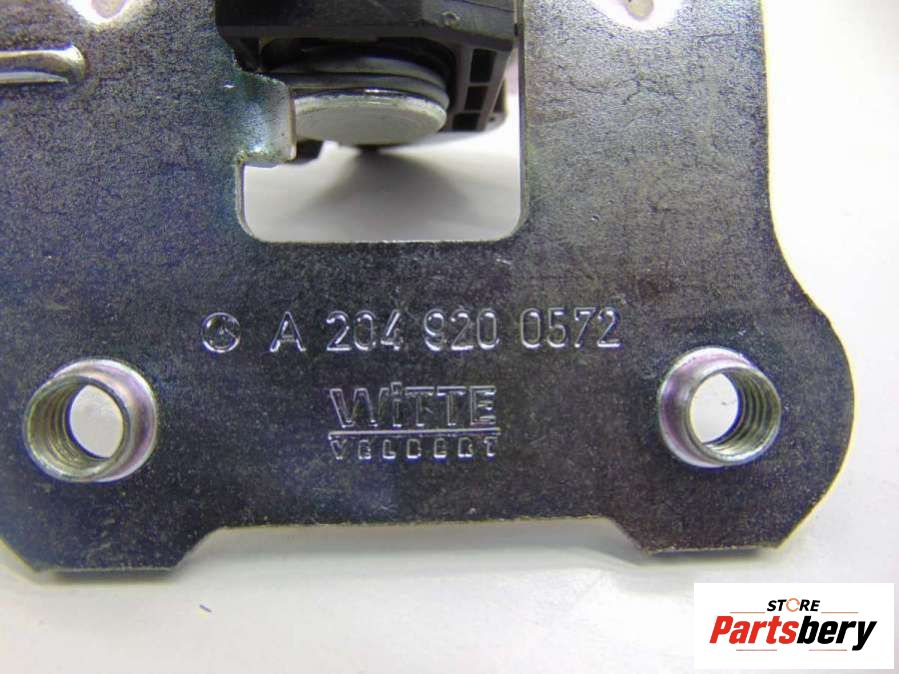 A 204 920 0572
WiTTE
VELBERT
STORE
Partsbery